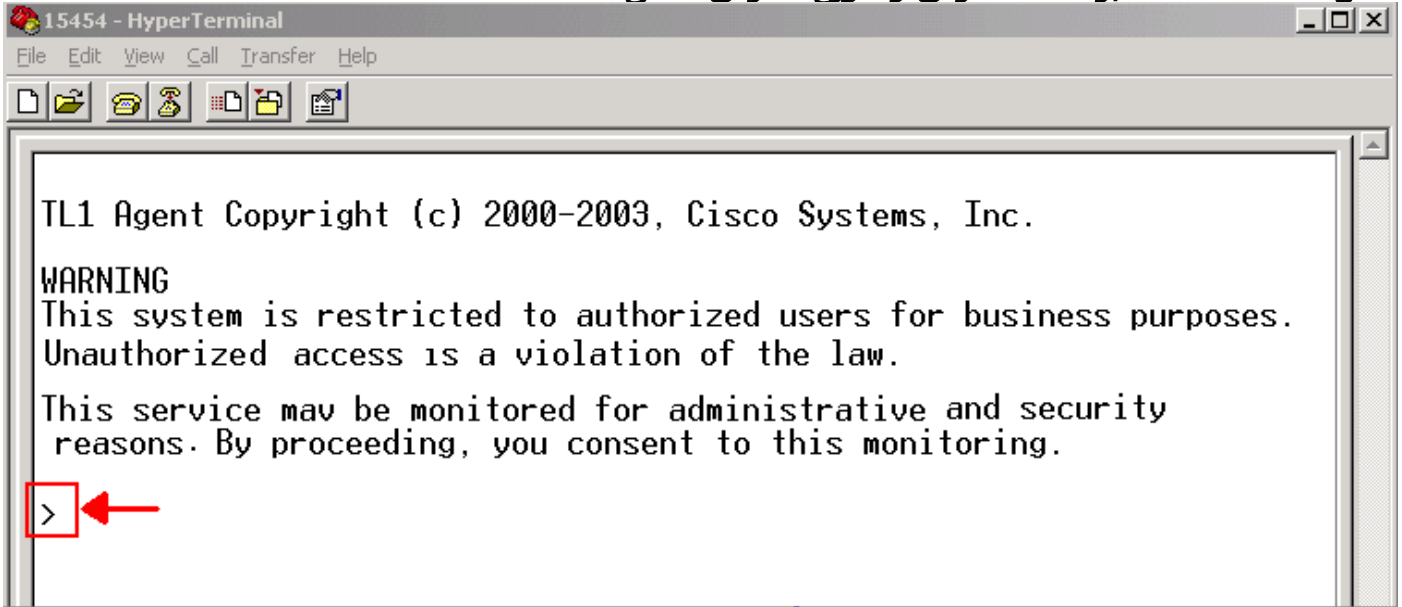 15454 - HyperTerminal
File Edit View Call Transfer Help
TL1 Agent Copyright (c) 2000-2003, Cisco Systems, Inc.
WARNING
This system is restricted to authorized users for business purposes.
Unauthorized access is a violation of the law.
This service may be monitored for administrative and security
reasons. By proceeding, you consent to this monitoring.
>